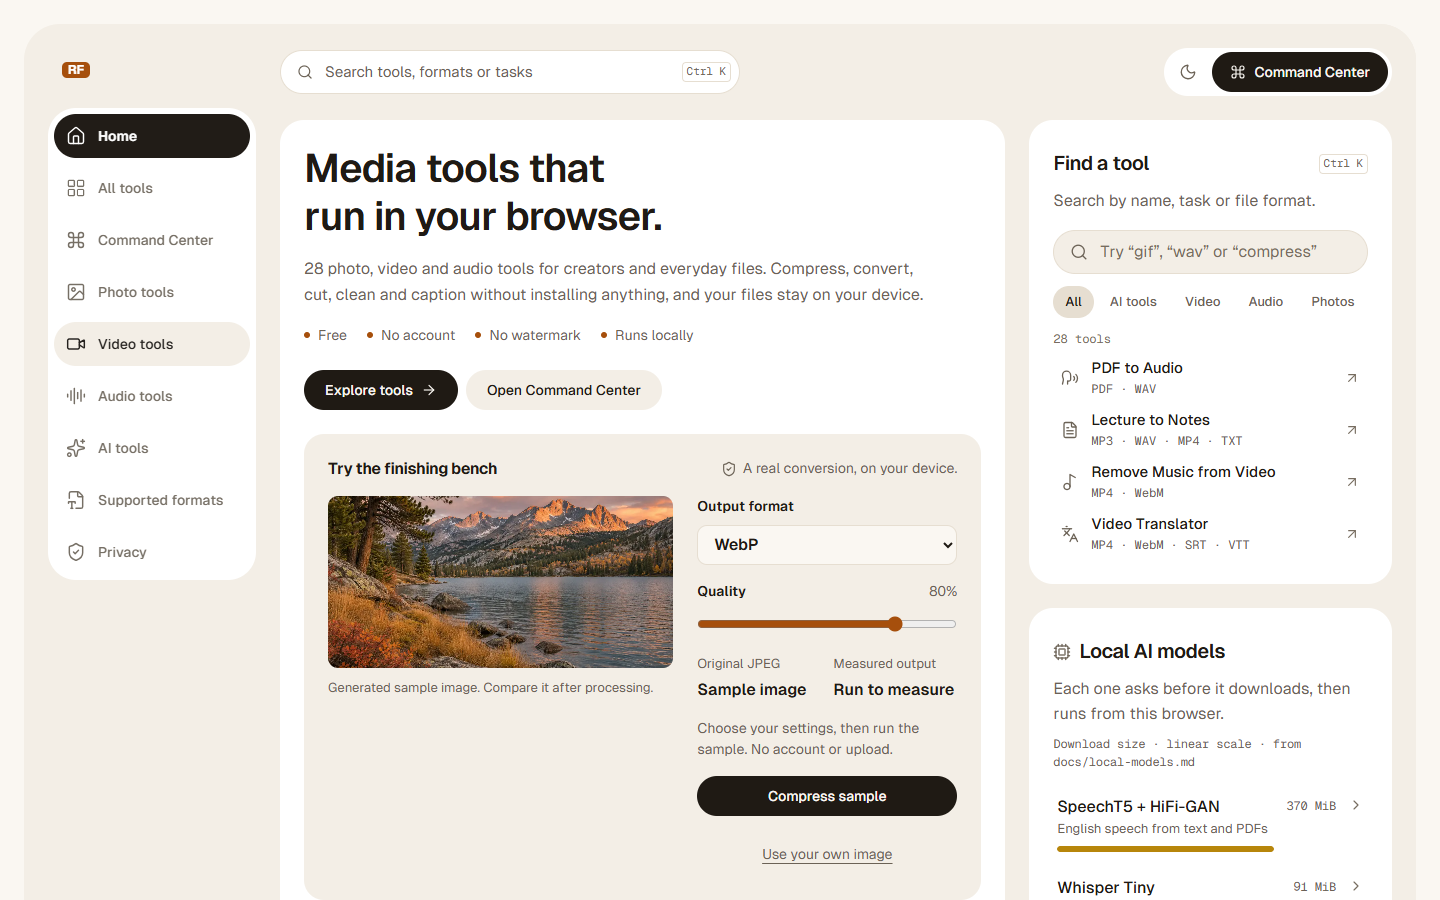 RF
Search tools, formats or tasks
Ctrl K
Command Center
Home
All tools
Command Center
Photo tools
Video tools
Audio tools
AI tools
Supported formats
Privacy
Media tools that
run in your browser.
28 photo, video and audio tools for creators and everyday files. Compress, convert,
cut, clean and caption without installing anything, and your files stay on your device.
Free
No account
No watermark
Runs locally
Explore tools
Open Command Center
Try the finishing bench
A real conversion, on your device.
Generated sample image. Compare it after processing.
Output format
WebP
Quality
80%
Original JPEG
Measured output
Sample image
Run to measure
Choose your settings, then run the
sample. No account or upload.
Compress sample
Use your own image
Find a tool
Ctrl K
Search by name, task or file format.
Try “gif”, “wav” or “compress”
All
AI tools
Video
Audio
Photos
28 tools
PDF to Audio
PDF · WAV
Lecture to Notes
MP3 · WAV · MP4 · TXT
Remove Music from Video
MP4 · WebM
Video Translator
MP4 · WebM · SRT · VTT
Local AI models
Each one asks before it downloads, then
runs from this browser.
Download size · linear scale · from
docs/local-models.md
SpeechT5 + HiFi-GAN
370 MiB
English speech from text and PDFs
Whisper Tiny
91 MiB